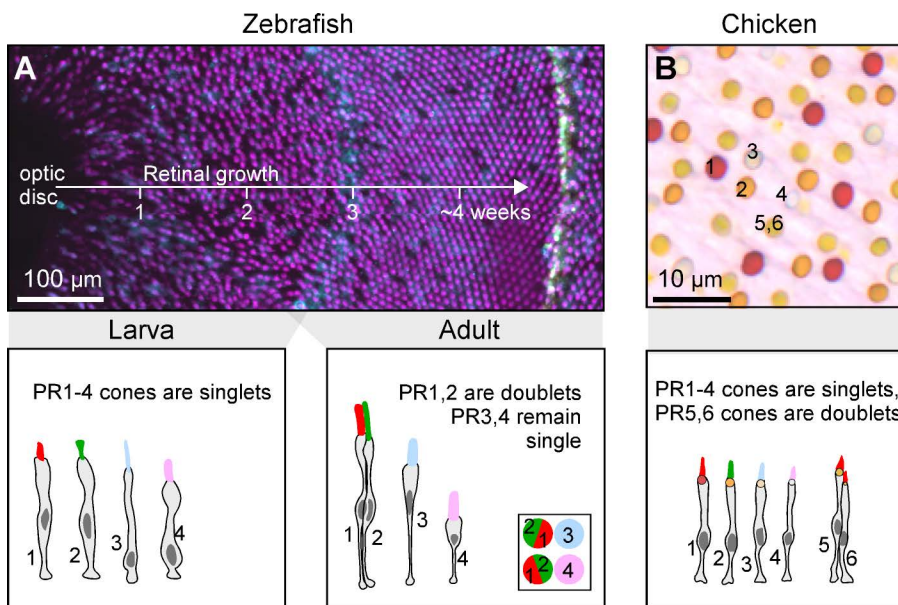 Zebrafish
Chicken
A
optic
disc
Retinal growth
1
2
3
~4 weeks
100 µm
B
3
1
2
4
5,6
10 µm
Larva
Adult
PR1-4 cones are singlets
1
2
3
4
PR1,2 are doublets
PR3,4 remain
single
1
2
3
4
2
1
3
1
2
4
PR1-4 cones are singlets,
PR5,6 cones are doublets
1
2
3
4
5
6